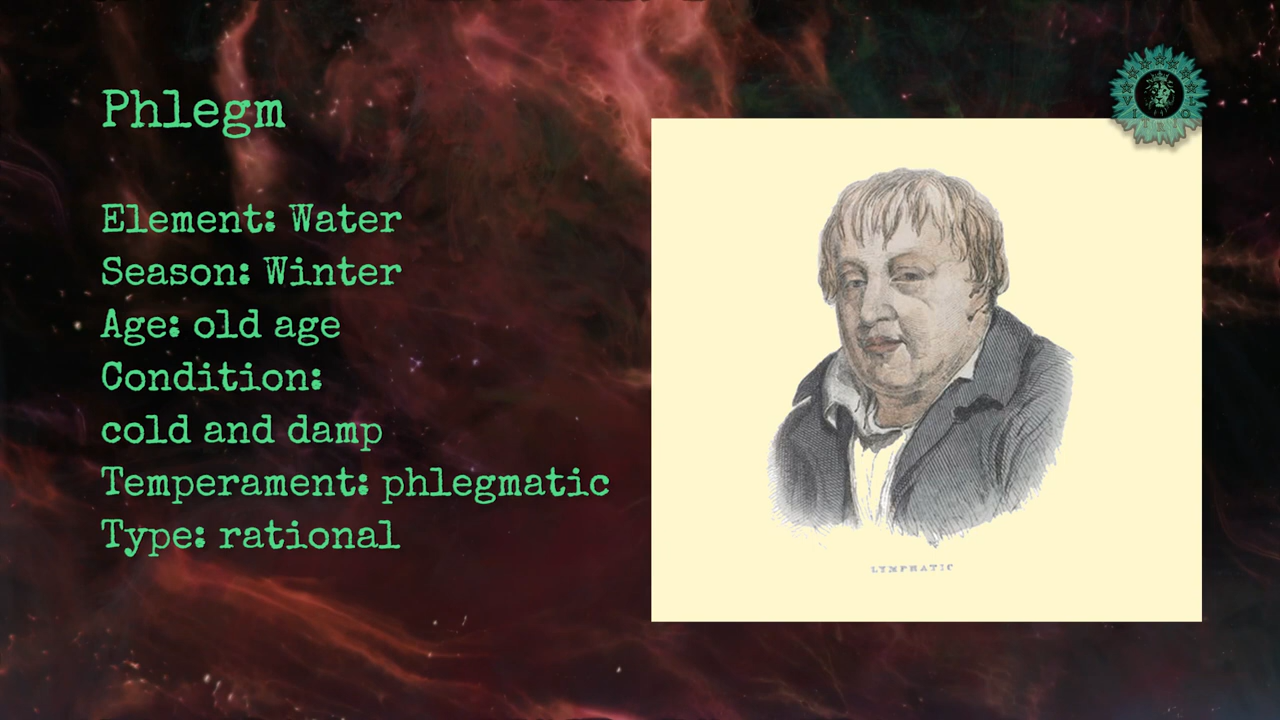 Phlegm
Element: Water
Season: Winter
Age: old age
Condition:
cold and damp
Temperament: phlegmatic
Type: rational
LYMPHATIC